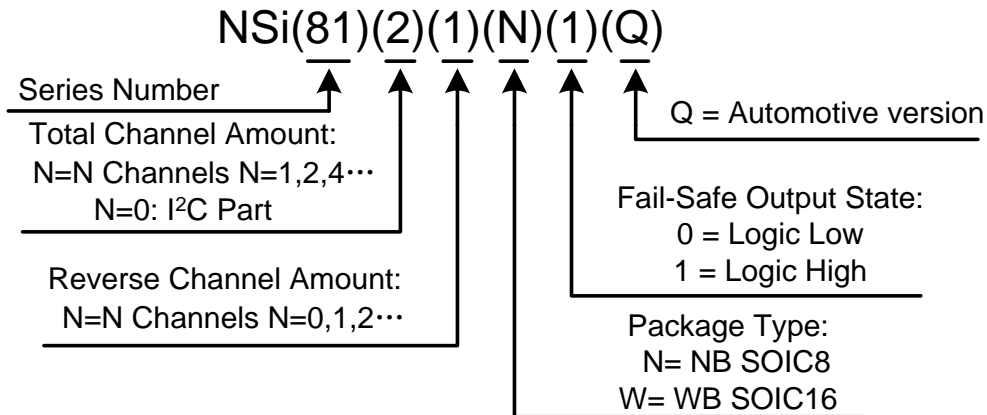 NSi(81)(2)(1)(N)(1)(Q)
Series Number
Total Channel Amount:
N=N Channels N=1,2,4⋯
N=0: I²C Part
Reverse Channel Amount:
N=N Channels N=0,1,2⋯
Q = Automotive version
Fail-Safe Output State:
0 = Logic Low
1 = Logic High
Package Type:
N= NB SOIC8
W= WB SOIC16